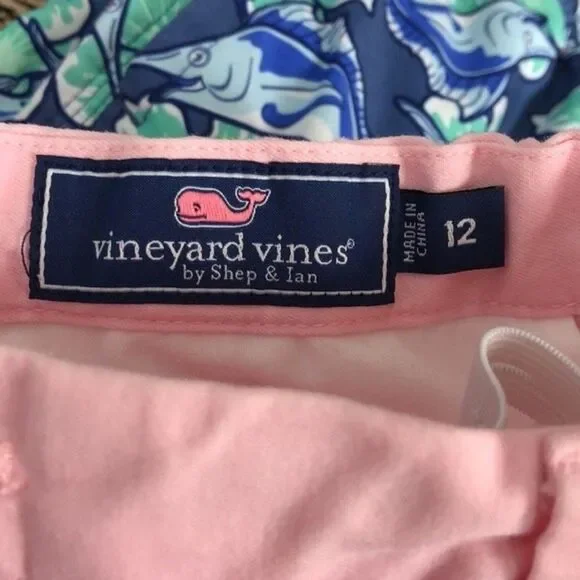 vineyard vines®
by Shep & Ian
MADE IN
CHINA
12